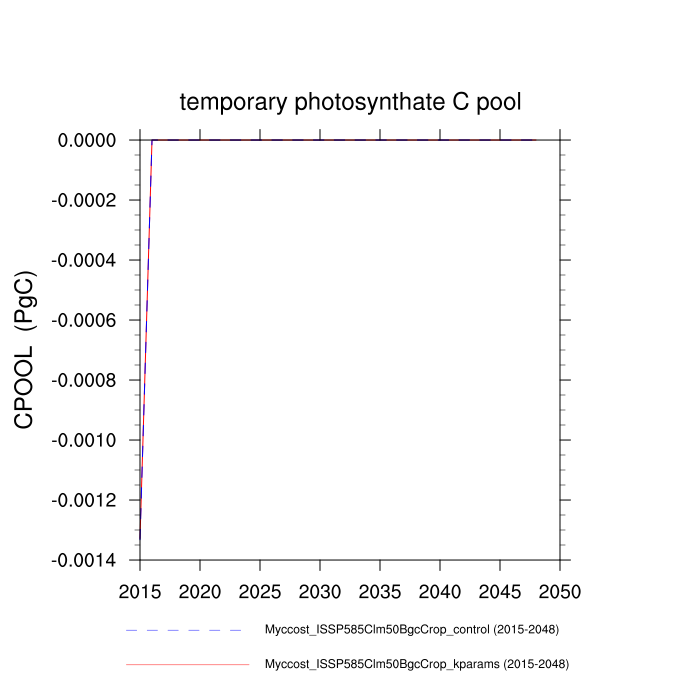 temporary photosynthate C pool
0.0000
-0.0002
-0.0004
-0.0006
-0.0008
-0.0010
-0.0012
-0.0014
CPOOL (PgC)
2015 2020 2025 2030 2035 2040 2045 2050
Myccost_ISSP585Clm50BgcCrop_control (2015-2048)
Myccost_ISSP585Clm50BgcCrop_kparams (2015-2048)